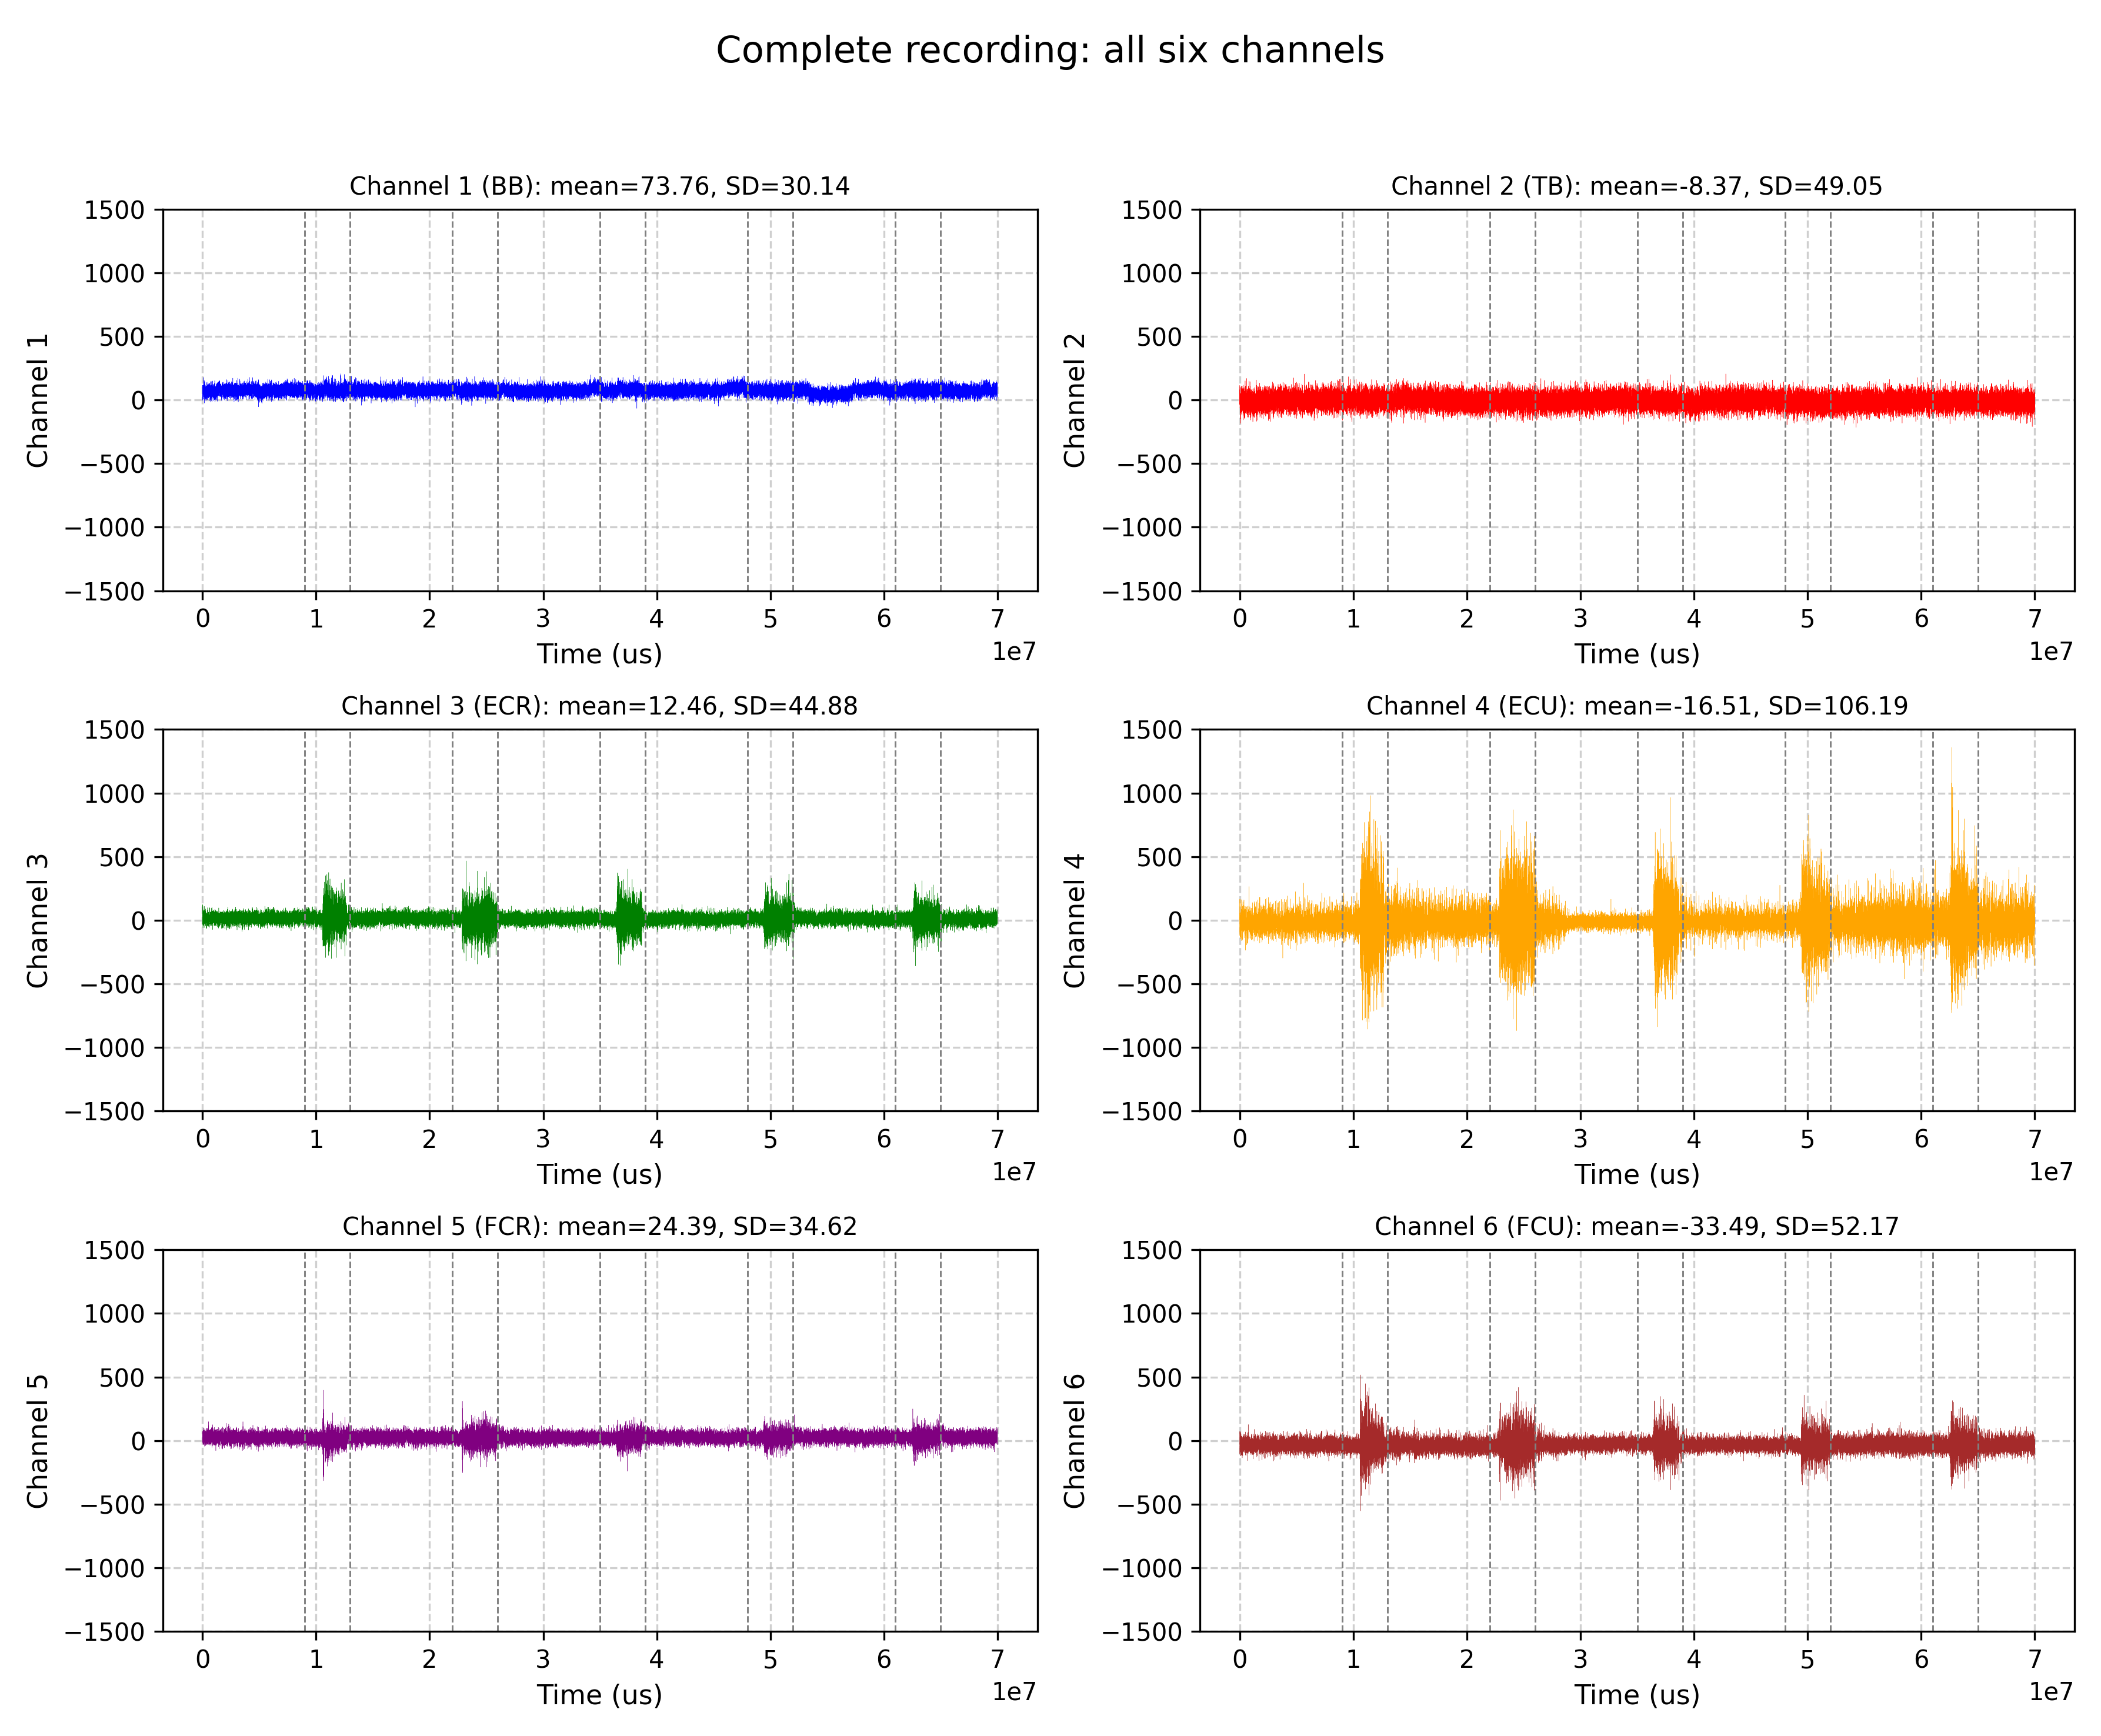 Complete recording: all six channels
Channel 1 (BB): mean=73.76, SD=30.14
1500
1000
500
0
−500
−1000
−1500
Channel 1
0 1 2 3 4 5 6 7
1e7
Time (us)
Channel 2 (TB): mean=-8.37, SD=49.05
1500
1000
500
0
−500
−1000
−1500
Channel 2
0 1 2 3 4 5 6 7
1e7
Time (us)
Channel 3 (ECR): mean=12.46, SD=44.88
1500
1000
500
0
−500
−1000
−1500
Channel 3
0 1 2 3 4 5 6 7
1e7
Time (us)
Channel 4 (ECU): mean=-16.51, SD=106.19
1500
1000
500
0
−500
−1000
−1500
Channel 4
0 1 2 3 4 5 6 7
1e7
Time (us)
Channel 5 (FCR): mean=24.39, SD=34.62
1500
1000
500
0
−500
−1000
−1500
Channel 5
0 1 2 3 4 5 6 7
1e7
Time (us)
Channel 6 (FCU): mean=-33.49, SD=52.17
1500
1000
500
0
−500
−1000
−1500
Channel 6
0 1 2 3 4 5 6 7
1e7
Time (us)